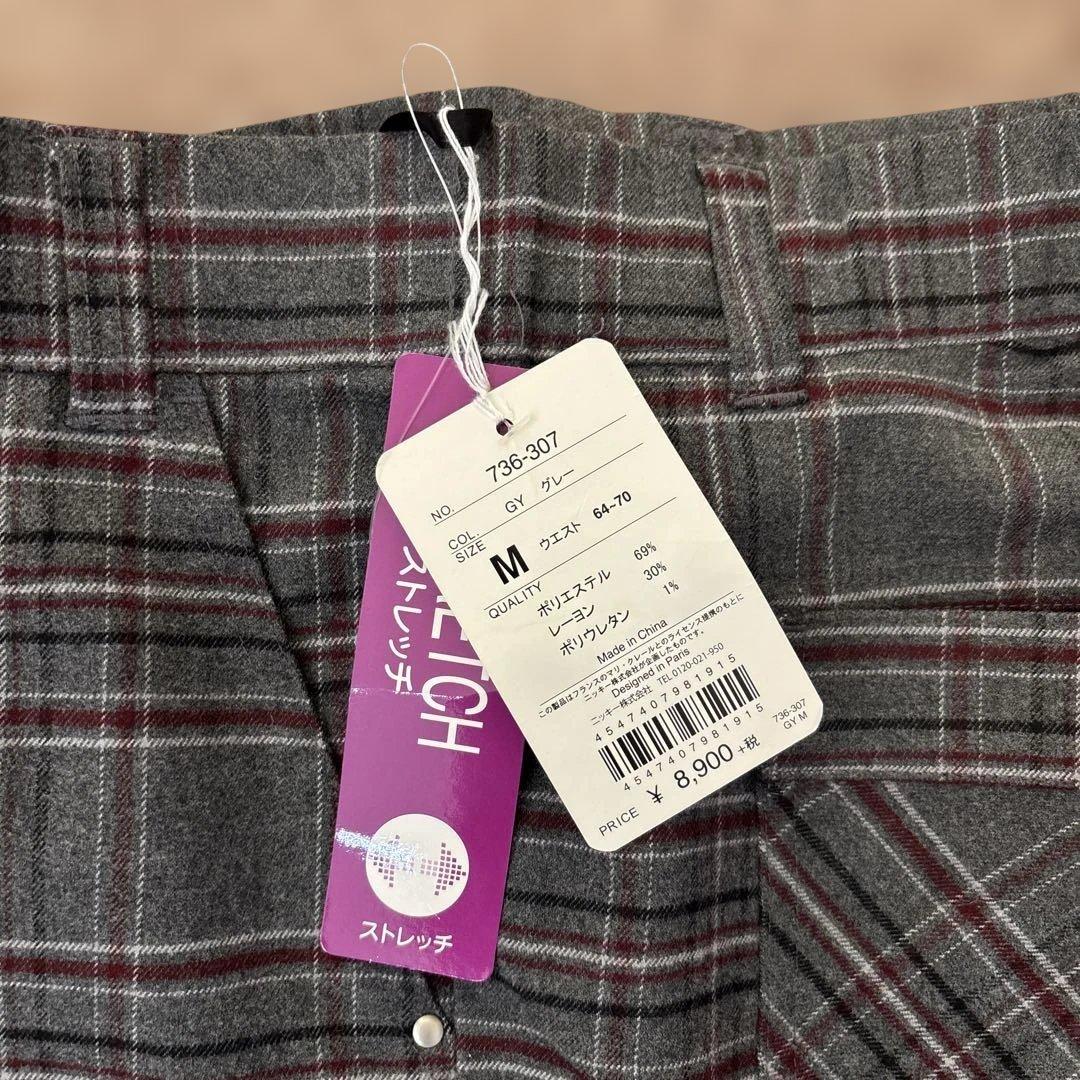 NO. 736-307
COL. GY グレー
SIZE M ウエスト 64~70
QUALITY
ポリエステル 69%
レーヨン 30%
ポリウレタン 1%
Made in China
この製品はフランスのマリ・クレールとのライセンス提携のもとに
ニッキー株式会社が企画したものです。
Designed in Paris
ニッキー株式会社 TEL 0120-021-950
4547407981915
4547407981915
736-307
GY M
PRICE ¥ 8,900 +税
ETCH
ストレッチ
ストレッチ